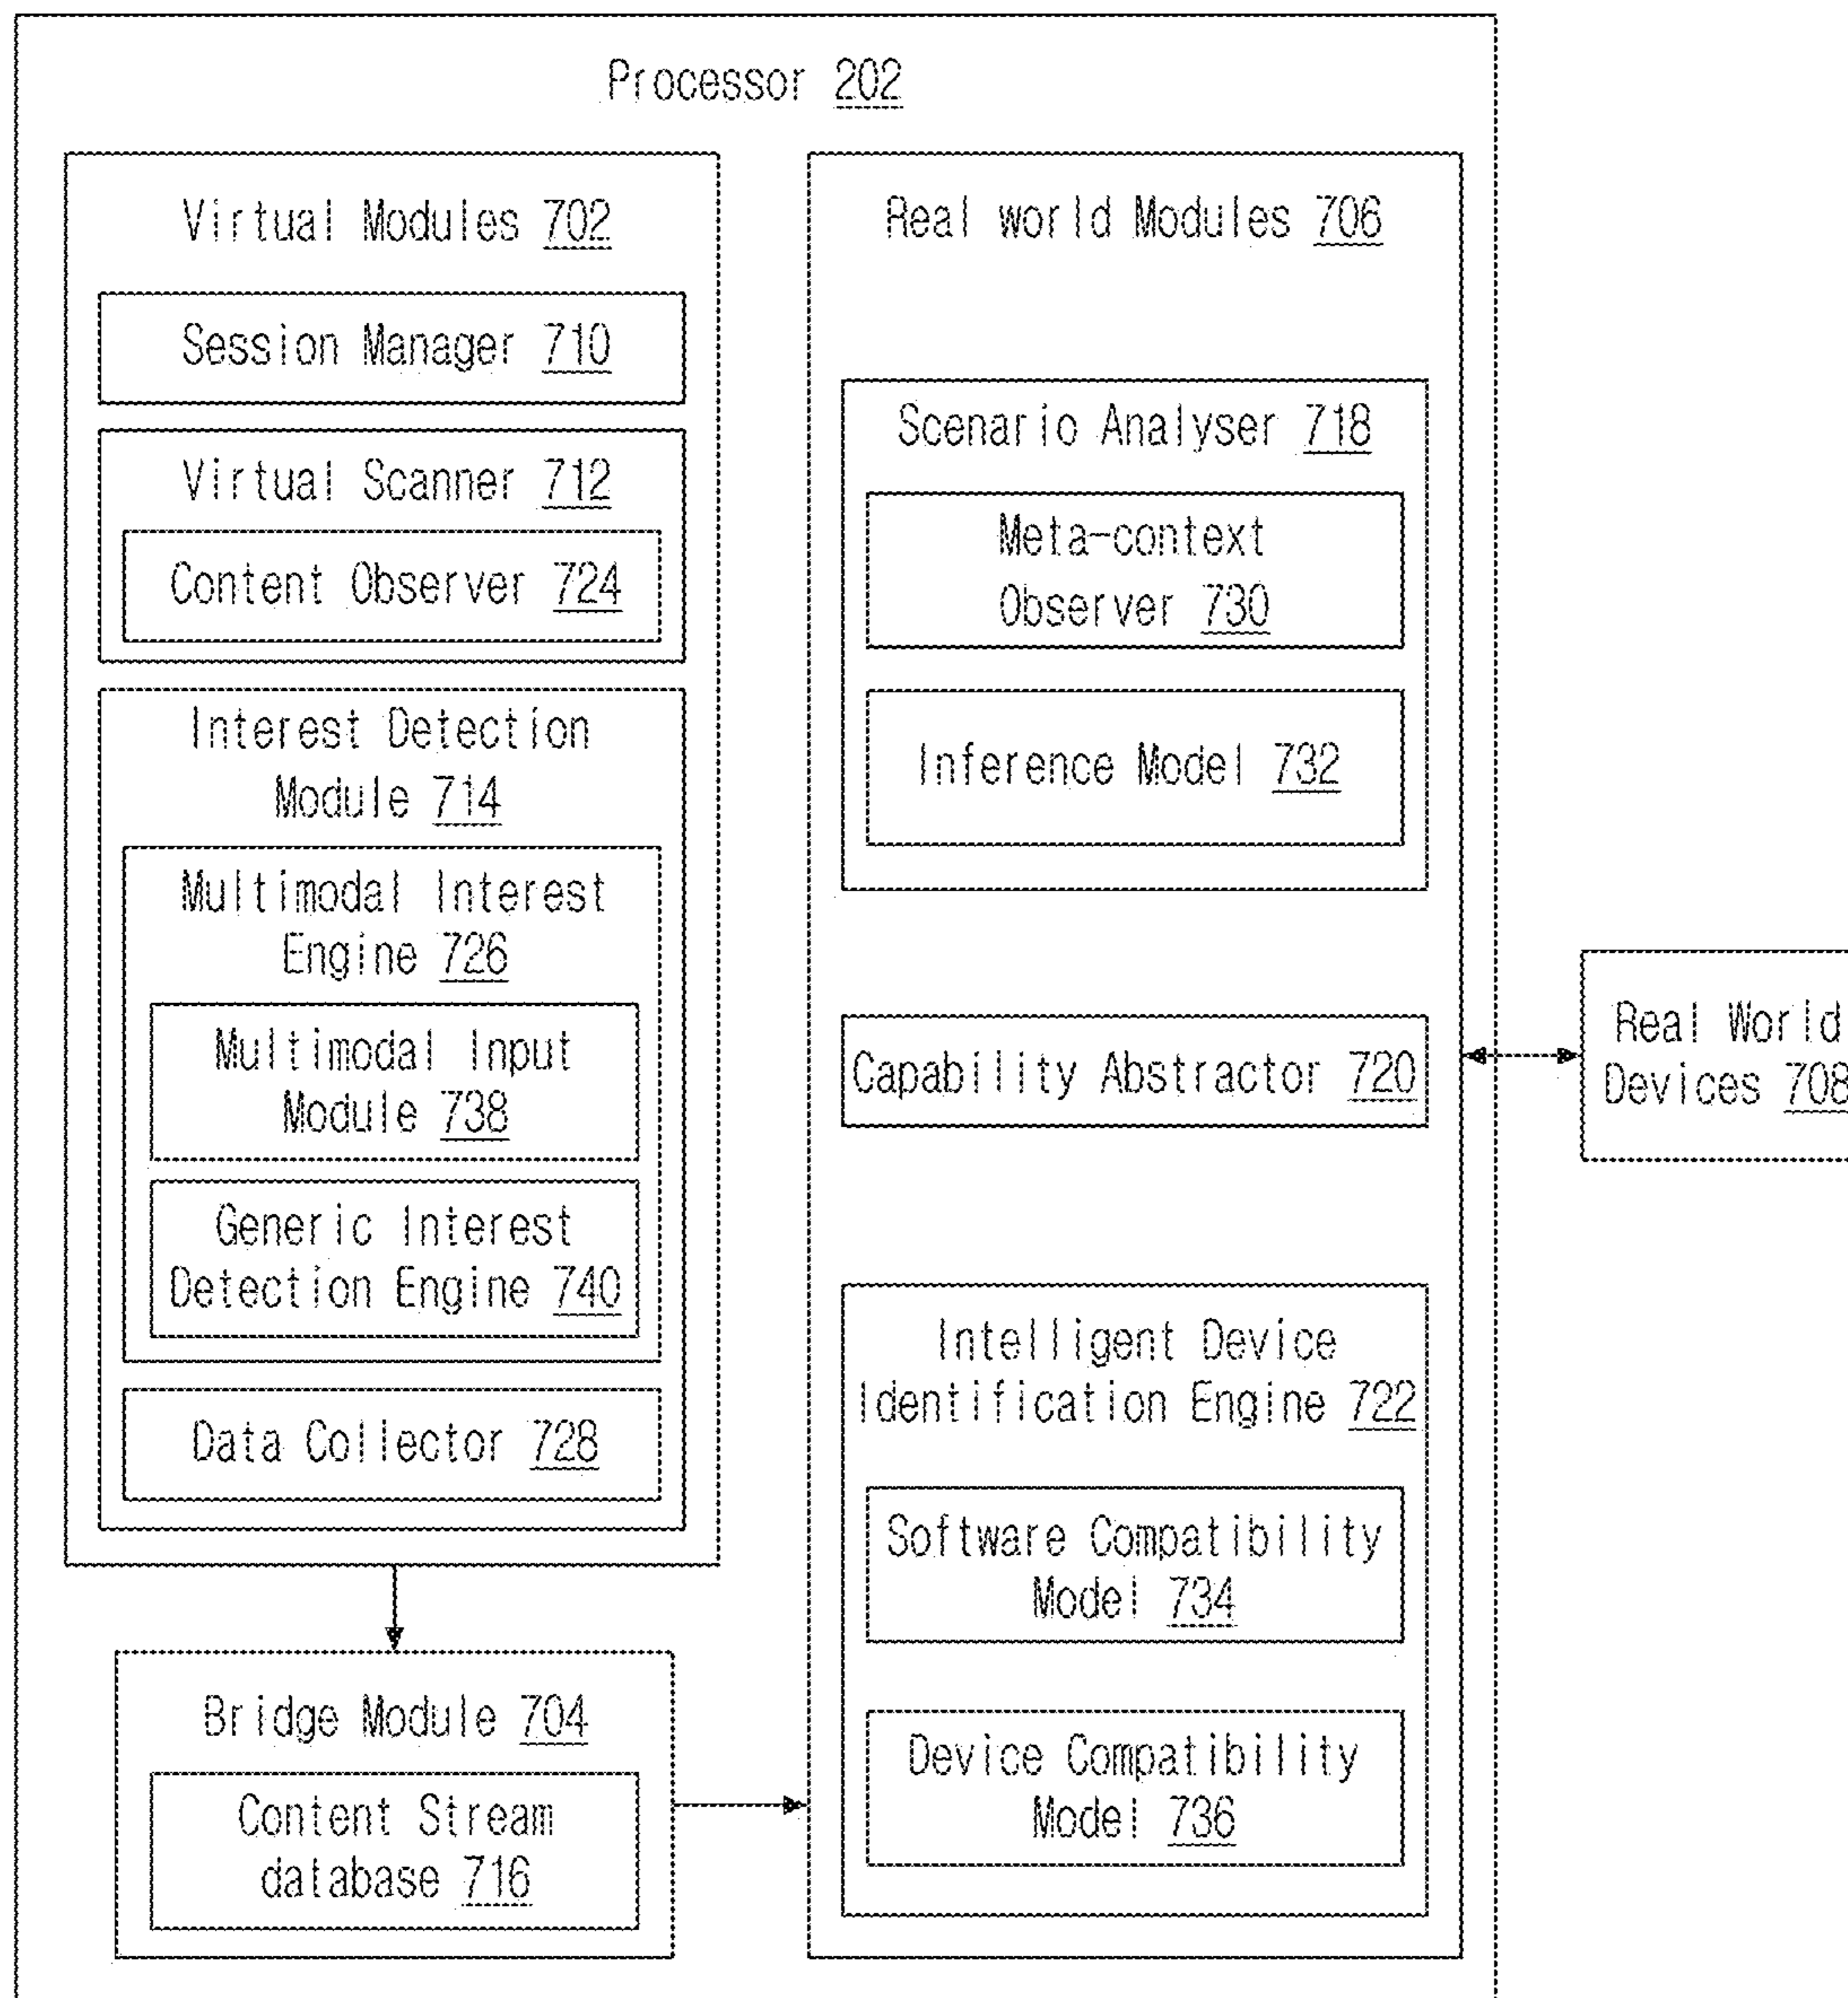 Processor 202
Virtual Modules 702
Session Manager 710
Virtual Scanner 712
Content Observer 724
Interest Detection
Module 714
Multimodal Interest
Engine 726
Multimodal Input
Module 738
Generic Interest
Detection Engine 740
Data Collector 728
Bridge Module 704
Content Stream
database 716
Real world Modules 706
Scenario Analyser 718
Meta-context
Observer 730
Inference Model 732
Capability Abstractor 720
Intelligent Device
Identification Engine 722
Software Compatibility
Model 734
Device Compatibility
Model 736
Real World
Devices 708